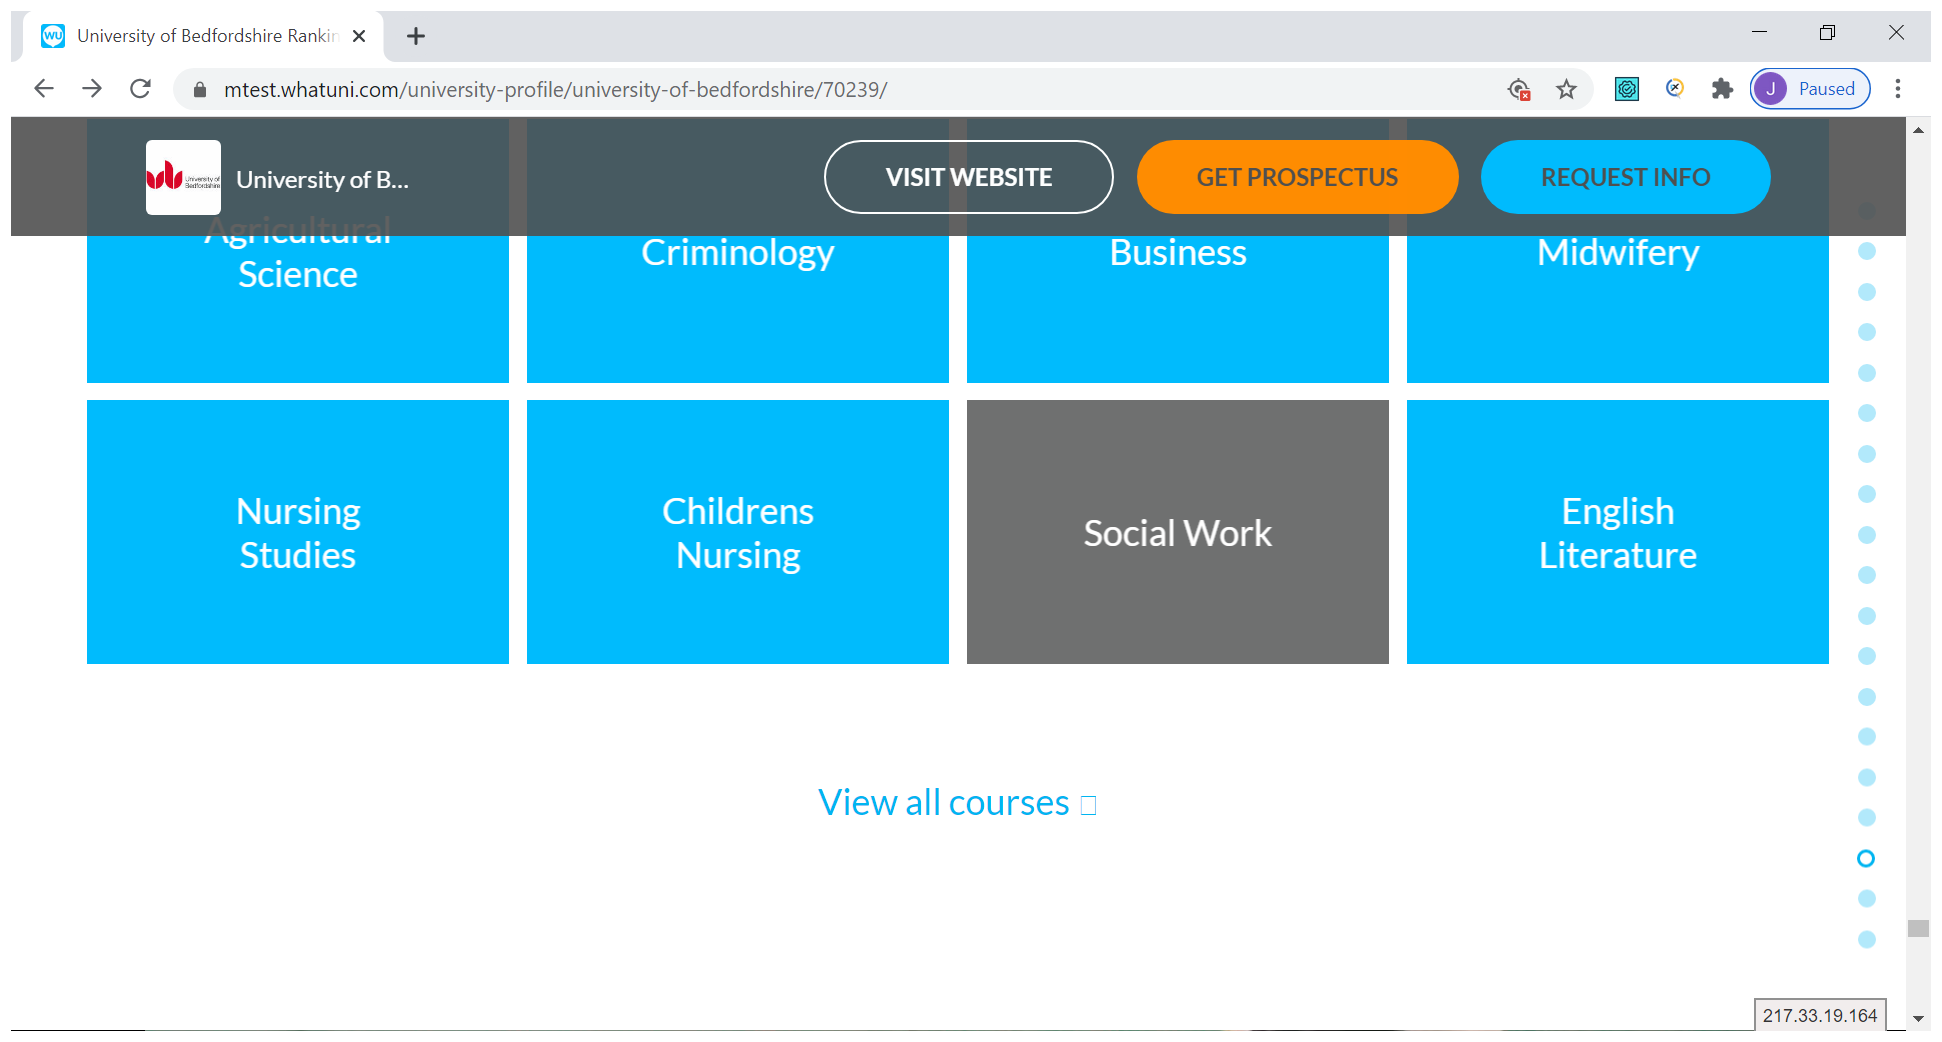 WU University of Bedfordshire Rankin
mtest.whatuni.com/university-profile/university-of-bedfordshire/70239/
J Paused
University of Bedfordshire
University of B...
VISIT WEBSITE
GET PROSPECTUS
REQUEST INFO
Agricultural
Science
Criminology
Business
Midwifery
Nursing
Studies
Childrens
Nursing
Social Work
English
Literature
View all courses
217.33.19.164